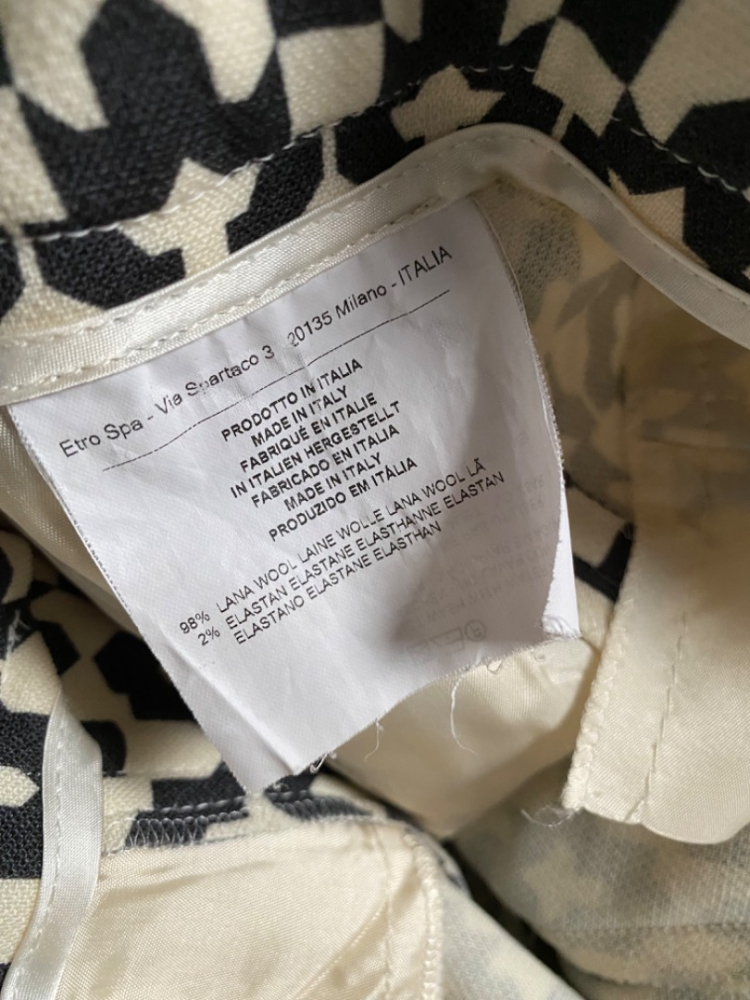 Etro Spa - Via Spartaco 3 20135 Milano - ITALIA
PRODOTTO IN ITALIA
MADE IN ITALY
FABRIQUÉ EN ITALIE
IN ITALIEN HERGESTELLT
FABRICADO EN ITALIA
MADE IN ITALY
PRODUZIDO EM ITÁLIA
98% LANA WOOL LAINE WOLLE LANA WOOL LÃ
2% ELASTAN ELASTANE ELASTHANNE ELASTAN
ELASTANO ELASTANE ELASTHAN